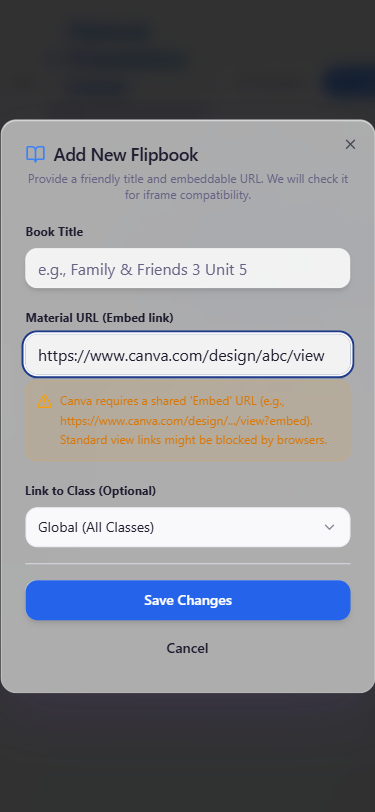 Add New Flipbook
Provide a friendly title and embeddable URL. We will check it
for iframe compatibility.
Book Title
e.g., Family & Friends 3 Unit 5
Material URL (Embed link)
https://www.canva.com/design/abc/view
Canva requires a shared 'Embed' URL (e.g.,
https://www.canva.com/design/.../view?embed).
Standard view links might be blocked by browsers.
Link to Class (Optional)
Global (All Classes)
Save Changes
Cancel